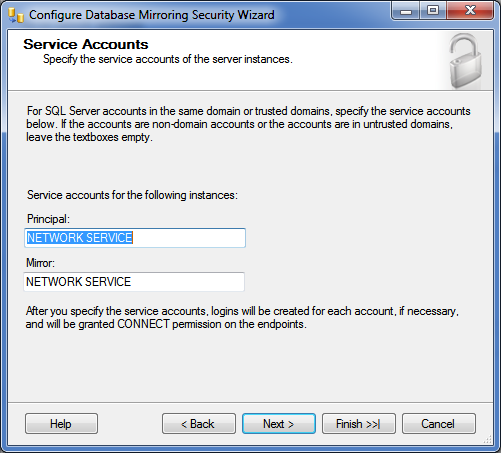 Configure Database Mirroring Security Wizard
Service Accounts
Specify the service accounts of the server instances.
For SQL Server accounts in the same domain or trusted domains, specify the service accounts
below. If the accounts are non-domain accounts or the accounts are in untrusted domains,
leave the textboxes empty.
Service accounts for the following instances:
Principal:
NETWORK SERVICE
Mirror:
NETWORK SERVICE
After you specify the service accounts, logins will be created for each account, if necessary,
and will be granted CONNECT permission on the endpoints.
Help < Back Next > Finish >>| Cancel